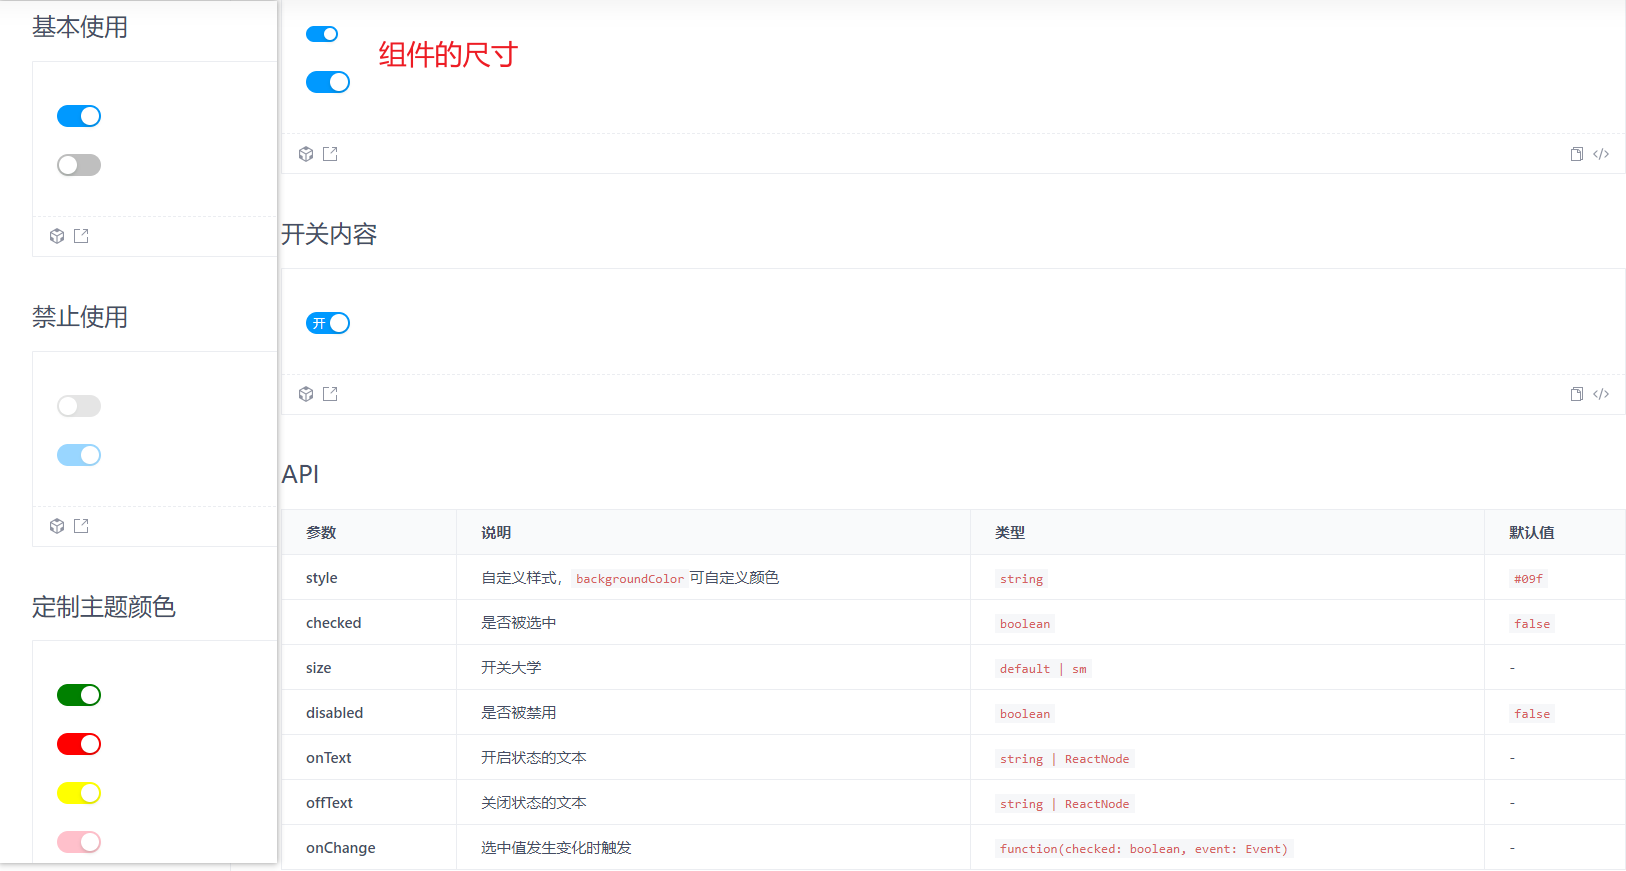 基本使用
禁止使用
定制主题颜色
组件的尺寸
开关内容
开
API
参数 说明 类型 默认值
style 自定义样式，backgroundColor 可自定义颜色 string #09f
checked 是否被选中 boolean false
size 开关大学 default | sm -
disabled 是否被禁用 boolean false
onText 开启状态的文本 string | ReactNode -
offText 关闭状态的文本 string | ReactNode -
onChange 选中值发生变化时触发 function(checked: boolean, event: Event) -